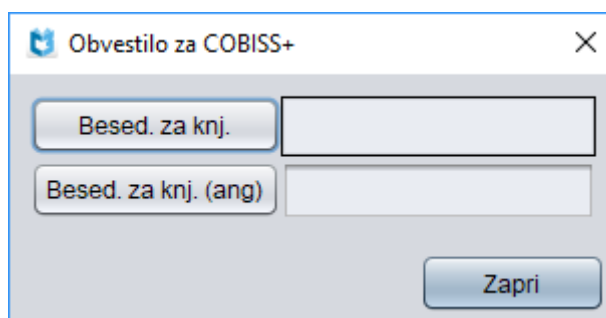 Obvestilo za COBISS+
Besed. za knj.
Besed. za knj. (ang)
Zapri